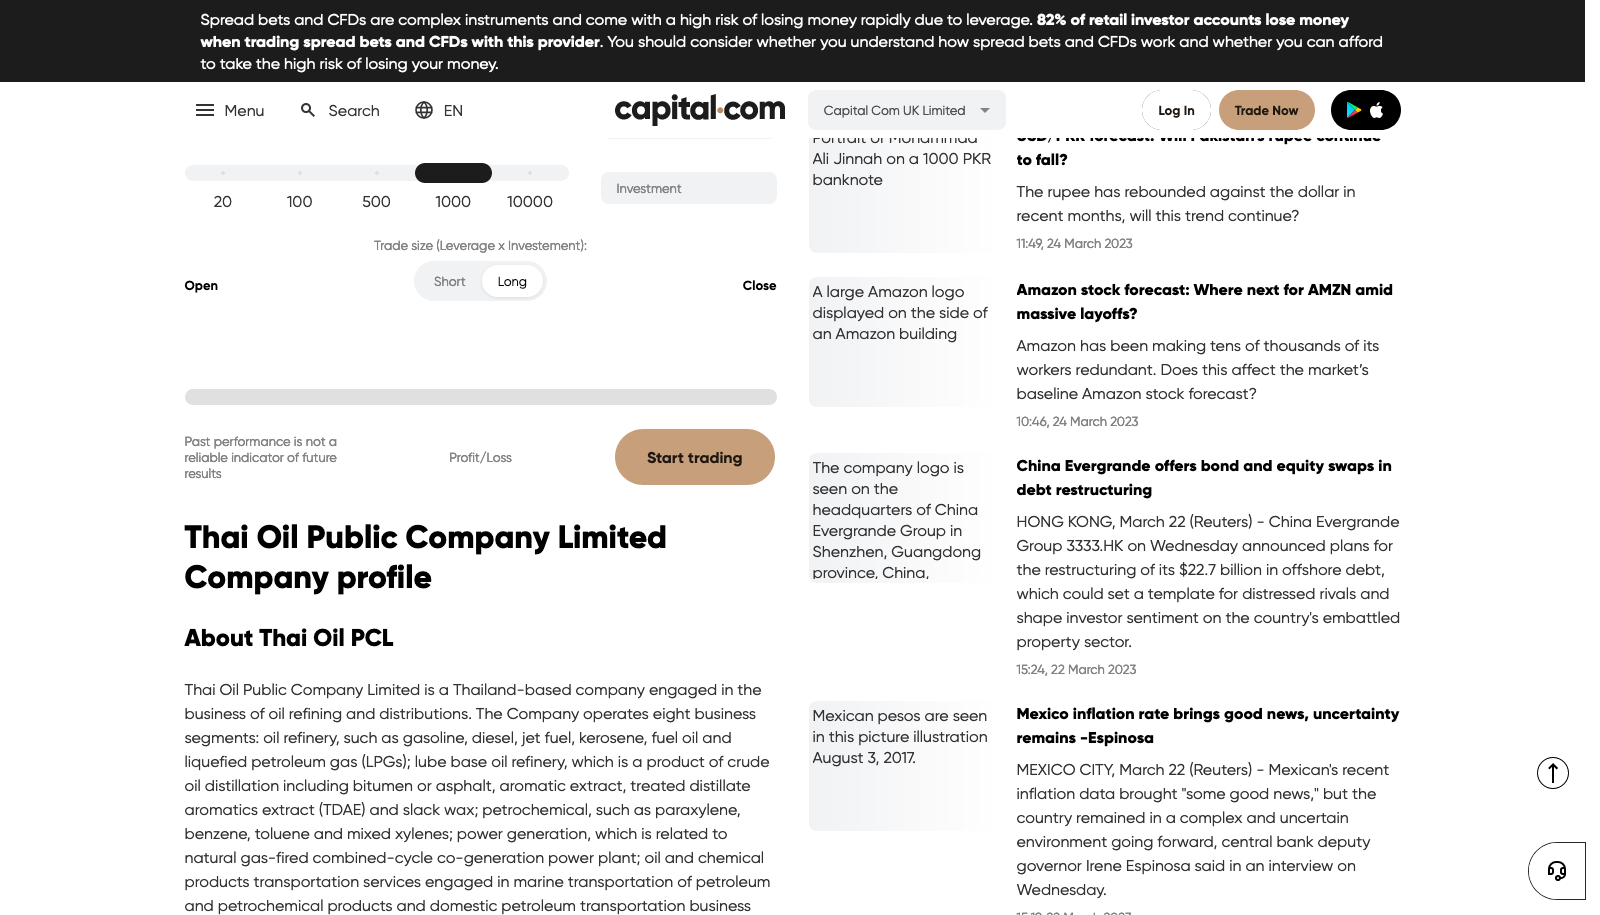 Spread bets and CFDs are complex instruments and come with a high risk of losing money rapidly due to leverage. 82% of retail investor accounts lose money
when trading spread bets and CFDs with this provider. You should consider whether you understand how spread bets and CFDs work and whether you can afford
to take the high risk of losing your money.
Menu
Search
EN
capital.com
Capital Com UK Limited
Log In
Trade Now
20
100
500
1000
10000
Investment
Trade size (Leverage x Investement):
Open
Short
Long
Close
Past performance is not a
reliable indicator of future
results
Profit/Loss
Start trading
Thai Oil Public Company Limited
Company profile
About Thai Oil PCL
Thai Oil Public Company Limited is a Thailand-based company engaged in the
business of oil refining and distributions. The Company operates eight business
segments: oil refinery, such as gasoline, diesel, jet fuel, kerosene, fuel oil and
liquefied petroleum gas (LPGs); lube base oil refinery, which is a product of crude
oil distillation including bitumen or asphalt, aromatic extract, treated distillate
aromatics extract (TDAE) and slack wax; petrochemical, such as paraxylene,
benzene, toluene and mixed xylenes; power generation, which is related to
natural gas-fired combined-cycle co-generation power plant; oil and chemical
products transportation services engaged in marine transportation of petroleum
and petrochemical products and domestic petroleum transportation business
Portrait of Mohammad
Ali Jinnah on a 1000 PKR
banknote
USD/PKR forecast: Will Pakistan's rupee continue
to fall?
The rupee has rebounded against the dollar in
recent months, will this trend continue?
11:49, 24 March 2023
A large Amazon logo
displayed on the side of
an Amazon building
Amazon stock forecast: Where next for AMZN amid
massive layoffs?
Amazon has been making tens of thousands of its
workers redundant. Does this affect the market’s
baseline Amazon stock forecast?
10:46, 24 March 2023
The company logo is
seen on the
headquarters of China
Evergrande Group in
Shenzhen, Guangdong
province, China,
China Evergrande offers bond and equity swaps in
debt restructuring
HONG KONG, March 22 (Reuters) - China Evergrande
Group 3333.HK on Wednesday announced plans for
the restructuring of its $22.7 billion in offshore debt,
which could set a template for distressed rivals and
shape investor sentiment on the country's embattled
property sector.
15:24, 22 March 2023
Mexican pesos are seen
in this picture illustration
August 3, 2017.
Mexico inflation rate brings good news, uncertainty
remains -Espinosa
MEXICO CITY, March 22 (Reuters) - Mexican's recent
inflation data brought "some good news," but the
country remained in a complex and uncertain
environment going forward, central bank deputy
governor Irene Espinosa said in an interview on
Wednesday.